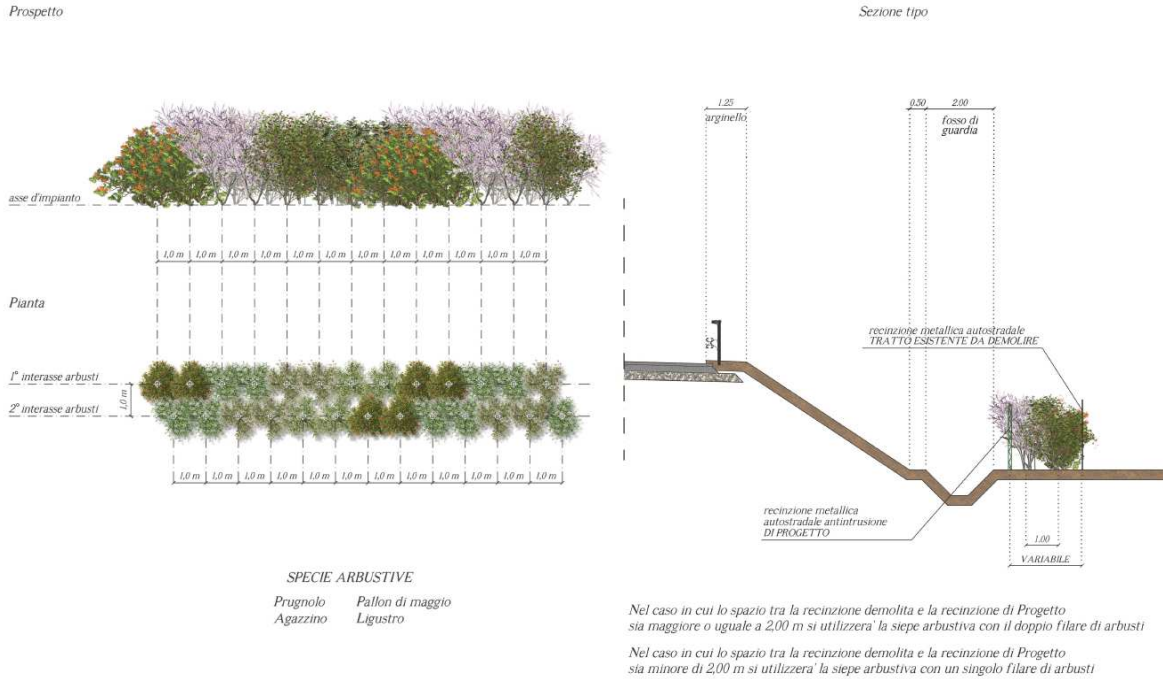 Prospetto
Sezione tipo
1.25
arginello
0.50
2.00
fosso di
guardia
asse d'impianto
1,0 m 1,0 m 1,0 m 1,0 m 1,0 m 1,0 m 1,0 m 1,0 m 1,0 m 1,0 m 1,0 m 1,0 m
Pianta
recinzione metallica autostradale
TRATTO ESISTENTE DA DEMOLIRE
1° interasse arbusti
1,0 m
2° interasse arbusti
1,0 m 1,0 m 1,0 m 1,0 m 1,0 m 1,0 m 1,0 m 1,0 m 1,0 m 1,0 m 1,0 m 1,0 m
recinzione metallica
autostradale antintrusione
DI PROGETTO
1.00
VARIABILE
SPECIE ARBUSTIVE
Prugnolo Pallon di maggio
Agazzino Ligustro
Nel caso in cui lo spazio tra la recinzione demolita e la recinzione di Progetto
sia maggiore o uguale a 2,00 m si utilizzera' la siepe arbustiva con il doppio filare di arbusti
Nel caso in cui lo spazio tra la recinzione demolita e la recinzione di Progetto
sia minore di 2,00 m si utilizzera' la siepe arbustiva con un singolo filare di arbusti